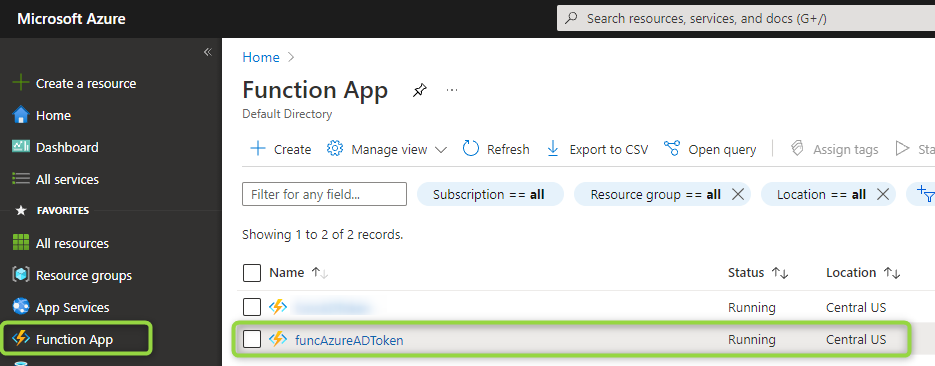 Microsoft Azure
Search resources, services, and docs (G+/)
«
Create a resource
Home
Dashboard
All services
FAVORITES
All resources
Resource groups
App Services
Function App
Home >
Function App
...
Default Directory
Create
Manage view
Refresh
Export to CSV
Open query
Assign tags
Sta
Filter for any field...
Subscription == all
Resource group == all
Location == all
Showing 1 to 2 of 2 records.
Name Status Location
Running Central US
funcAzureADToken Running Central US